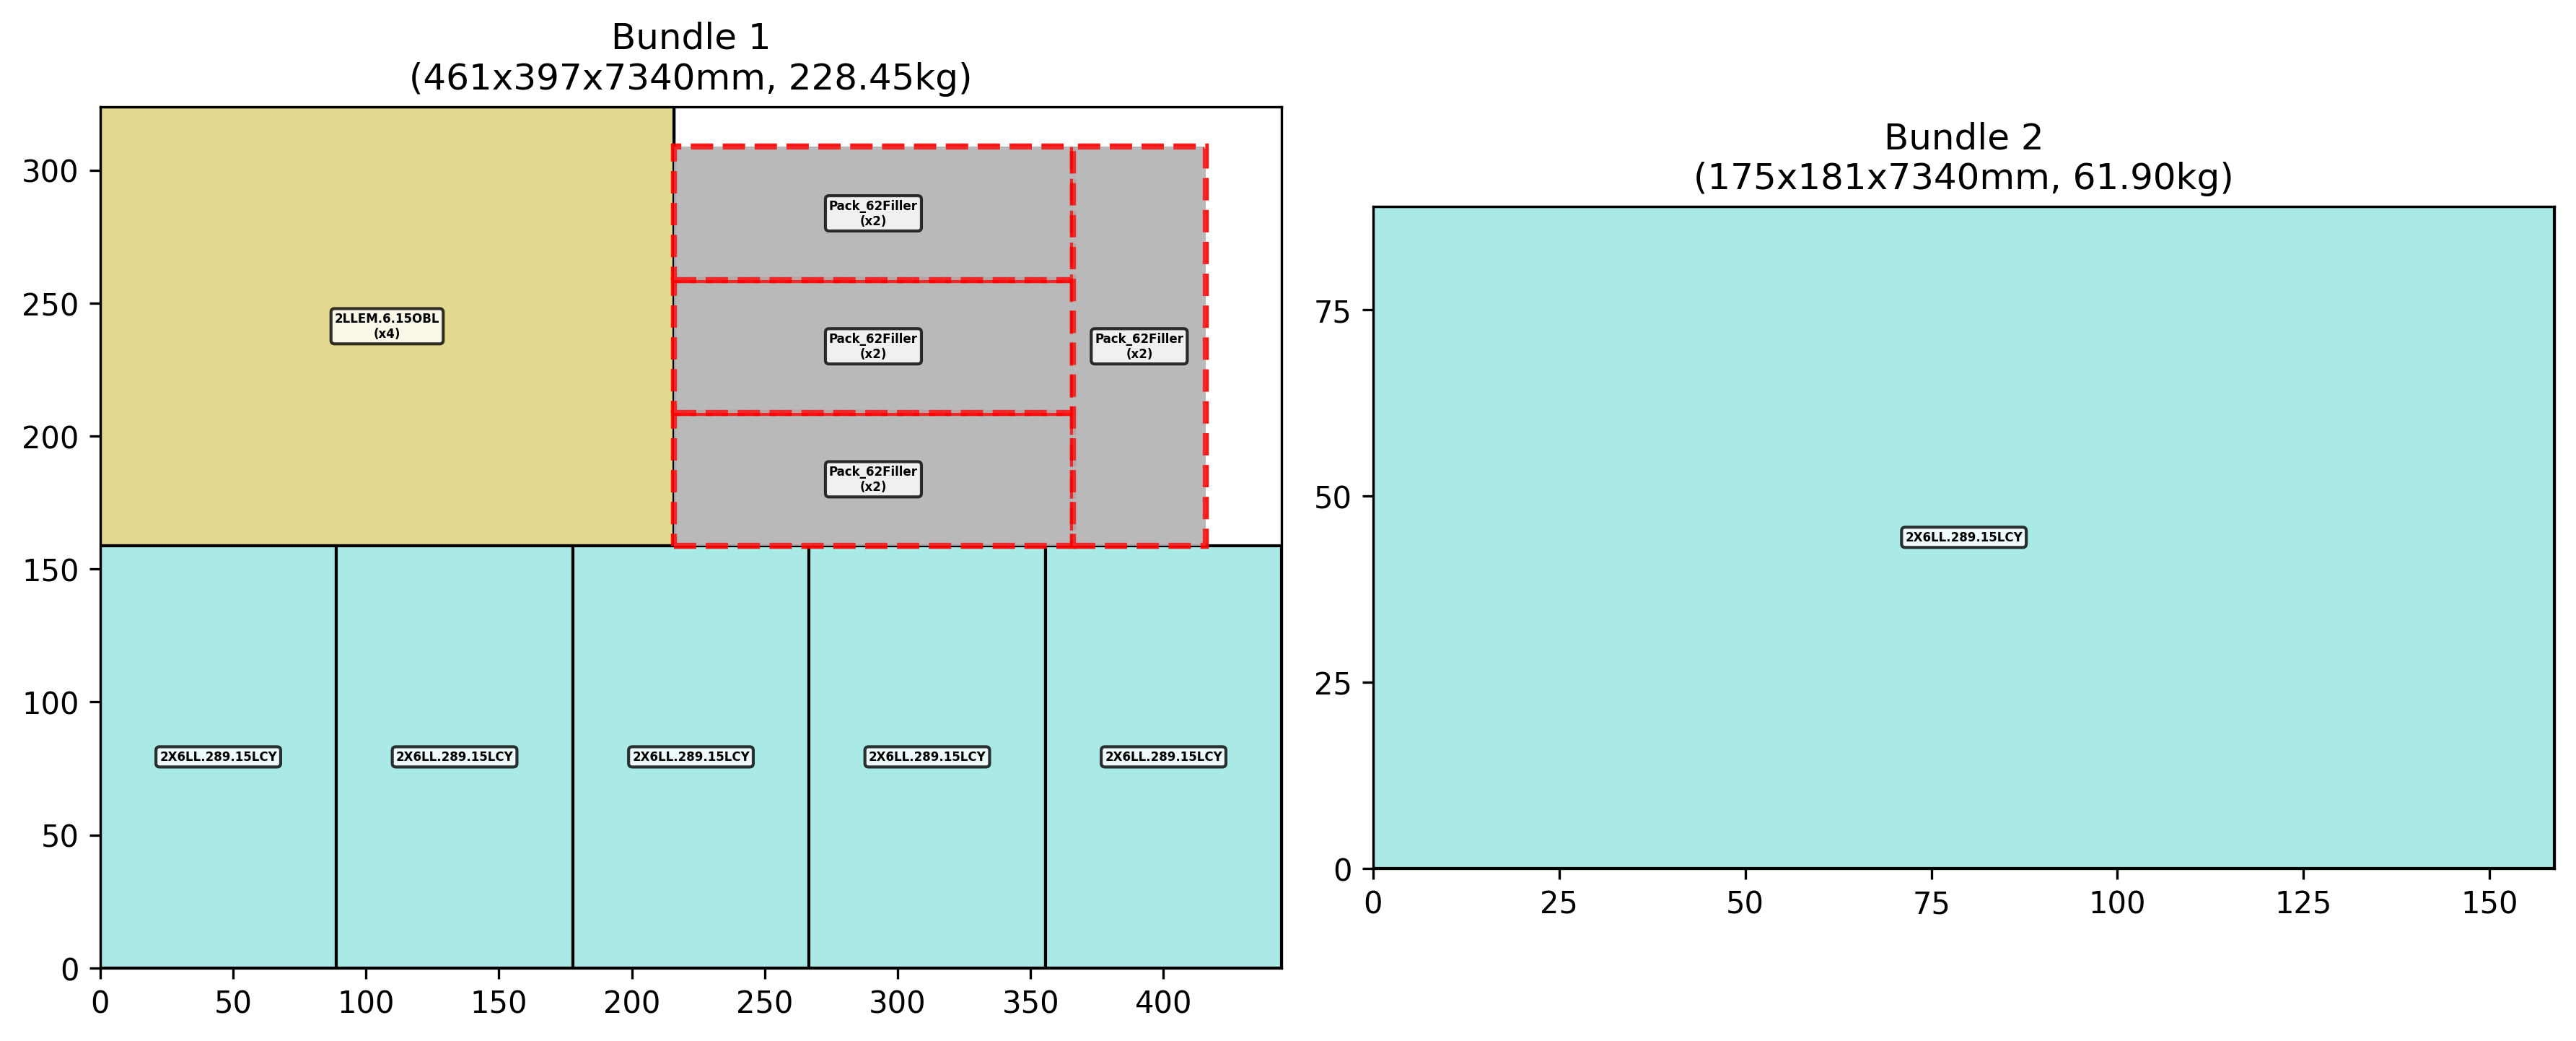 Bundle 1
(461x397x7340mm, 228.45kg)
300
250
200
150
100
50
0
Pack_62Filler
(x2)
2LLEM.6.15OBL
(x4)
Pack_62Filler
(x2)
Pack_62Filler
(x2)
Pack_62Filler
(x2)
2X6LL.289.15LCY
2X6LL.289.15LCY
2X6LL.289.15LCY
2X6LL.289.15LCY
2X6LL.289.15LCY
0 50 100 150 200 250 300 350 400
Bundle 2
(175x181x7340mm, 61.90kg)
75
50
25
0
2X6LL.289.15LCY
0 25 50 75 100 125 150